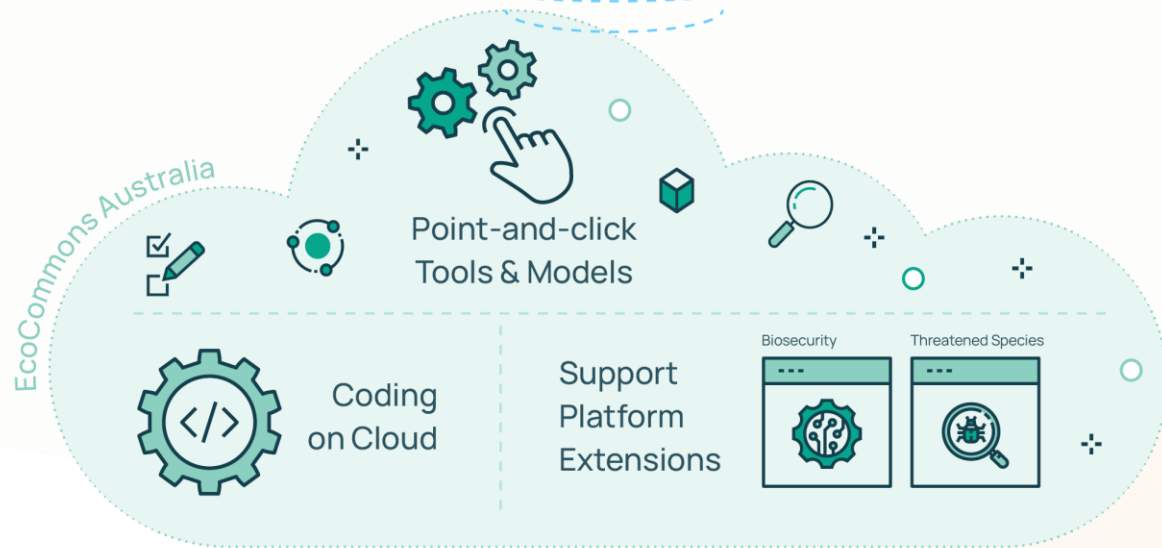 EcoCommons Australia
Point-and-click
Tools & Models
Coding
on Cloud
Support
Platform
Extensions
Biosecurity
Threatened Species